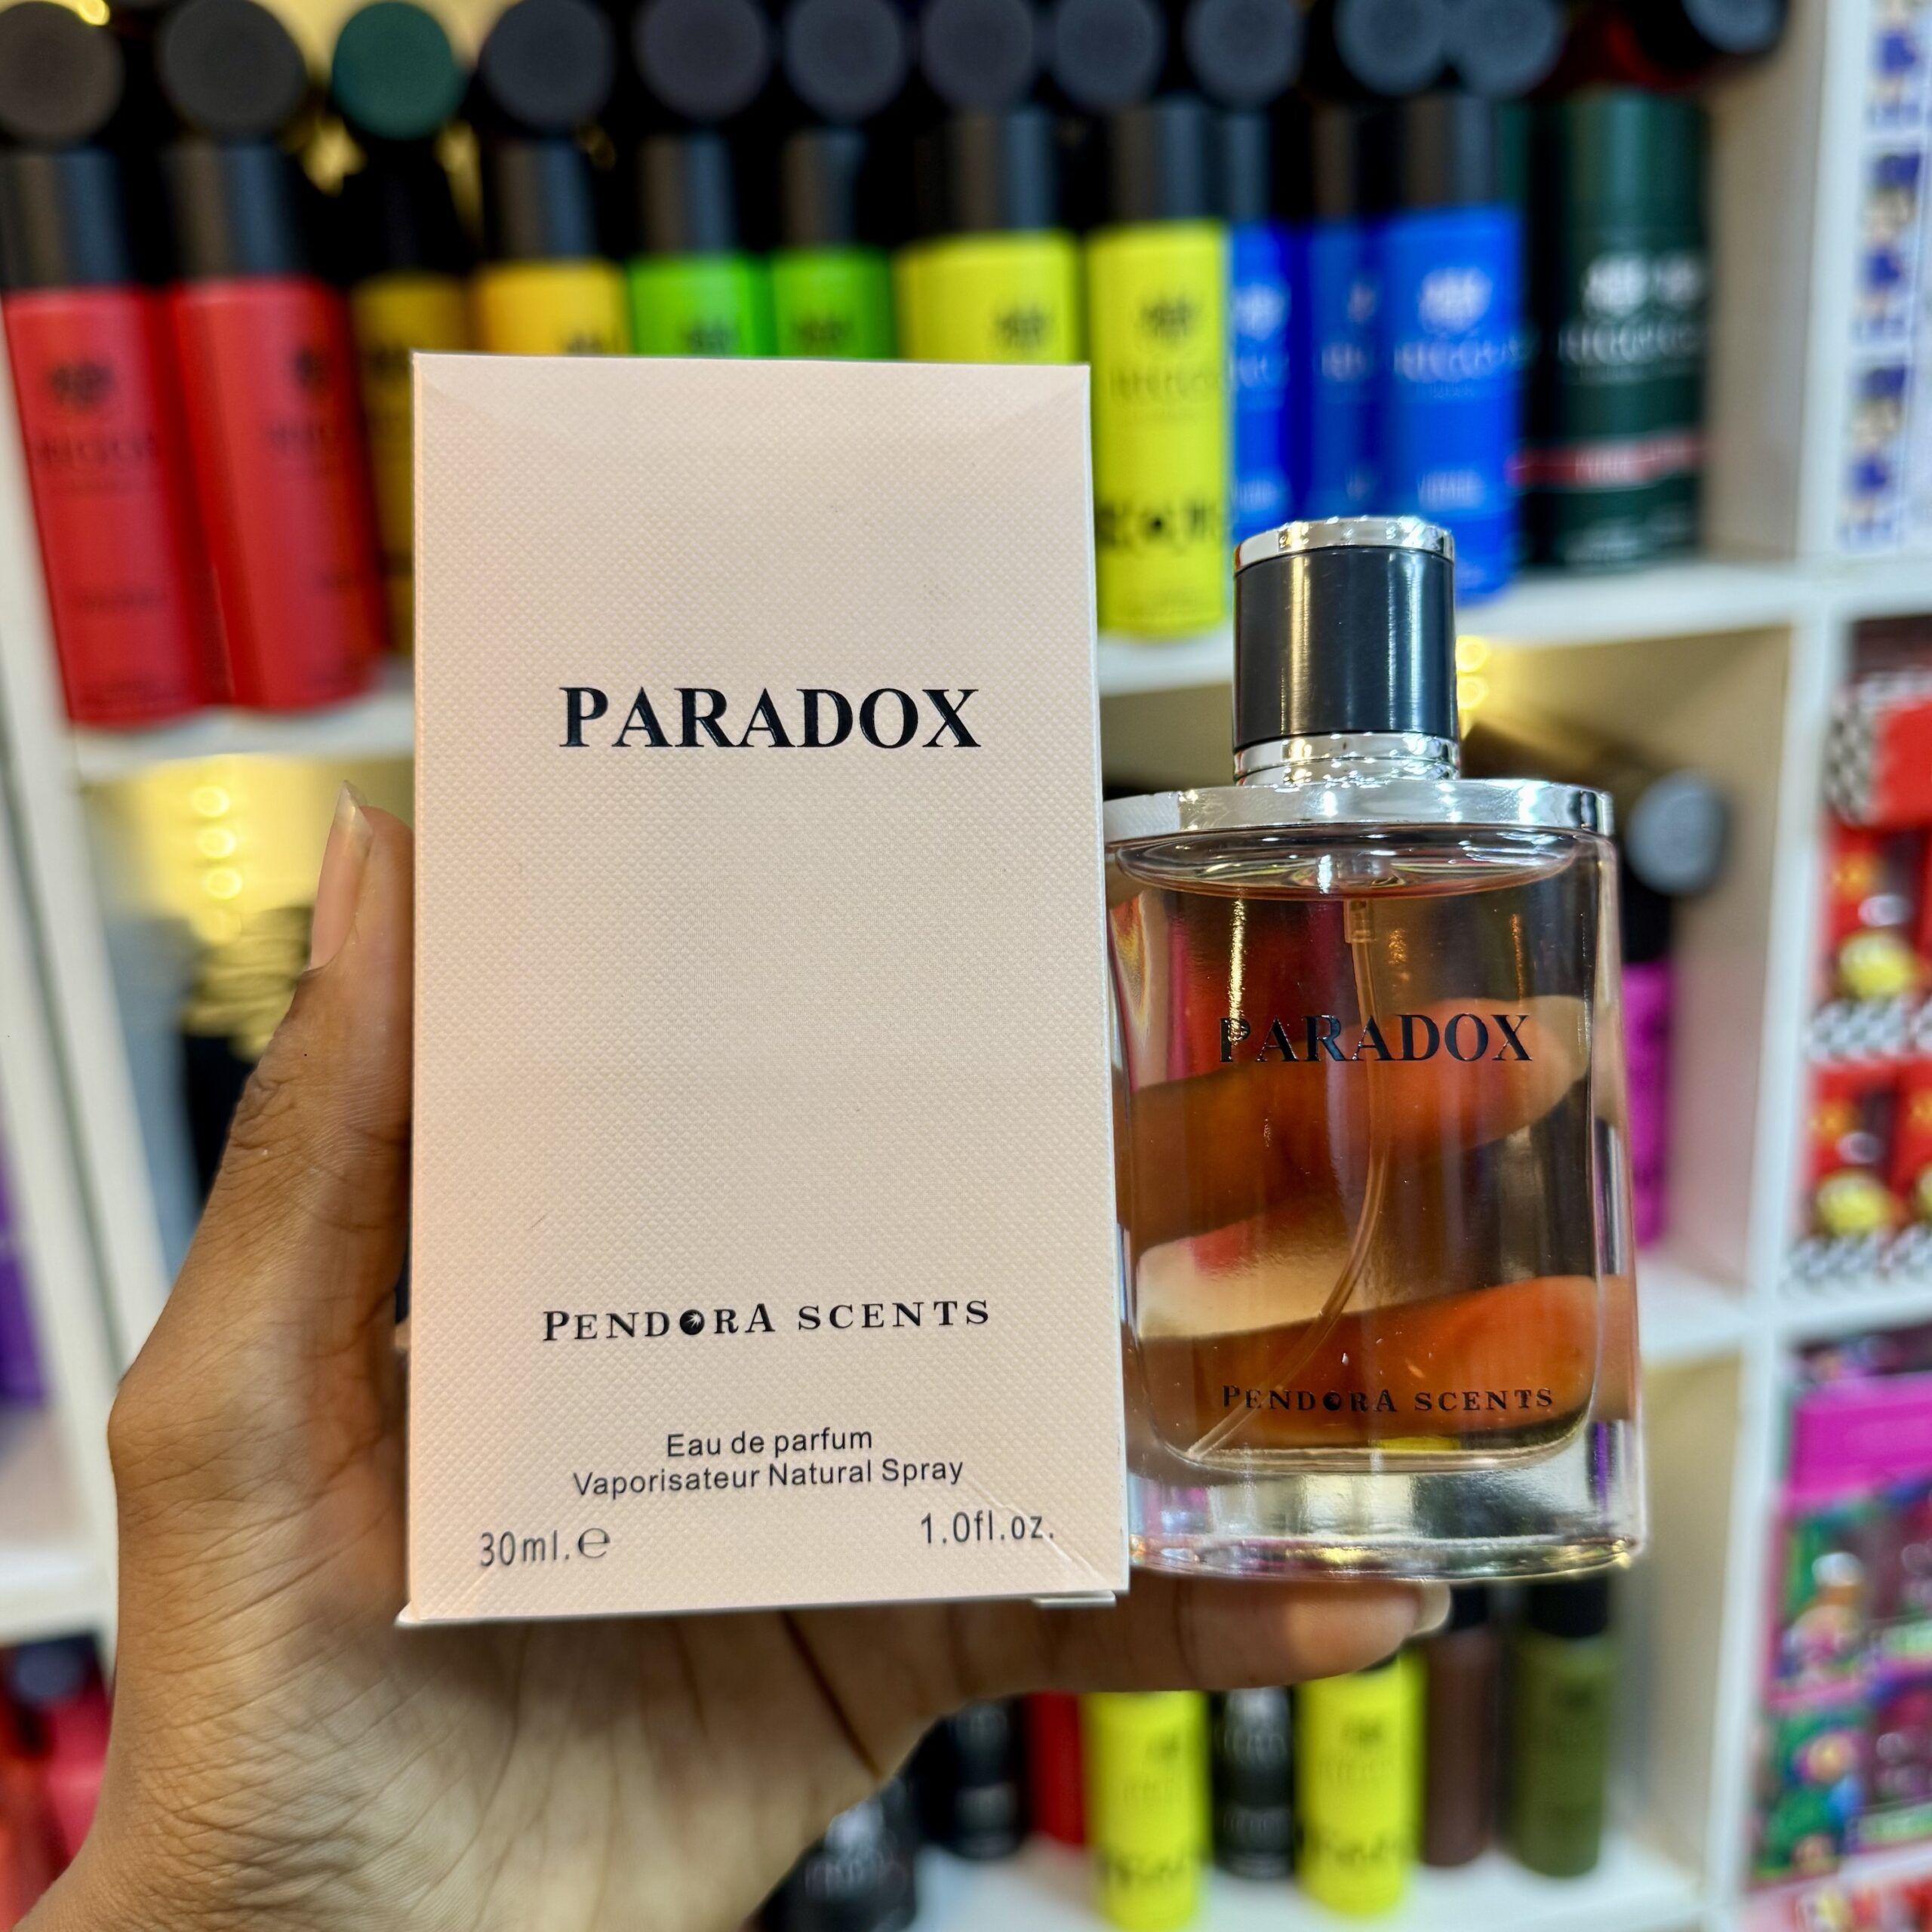 PARADOX
PENDORA SCENTS
Eau de parfum
Vaporisateur Natural Spray
30ml.℮
1.0fl.oz.
PARADOX
PENDORA SCENTS